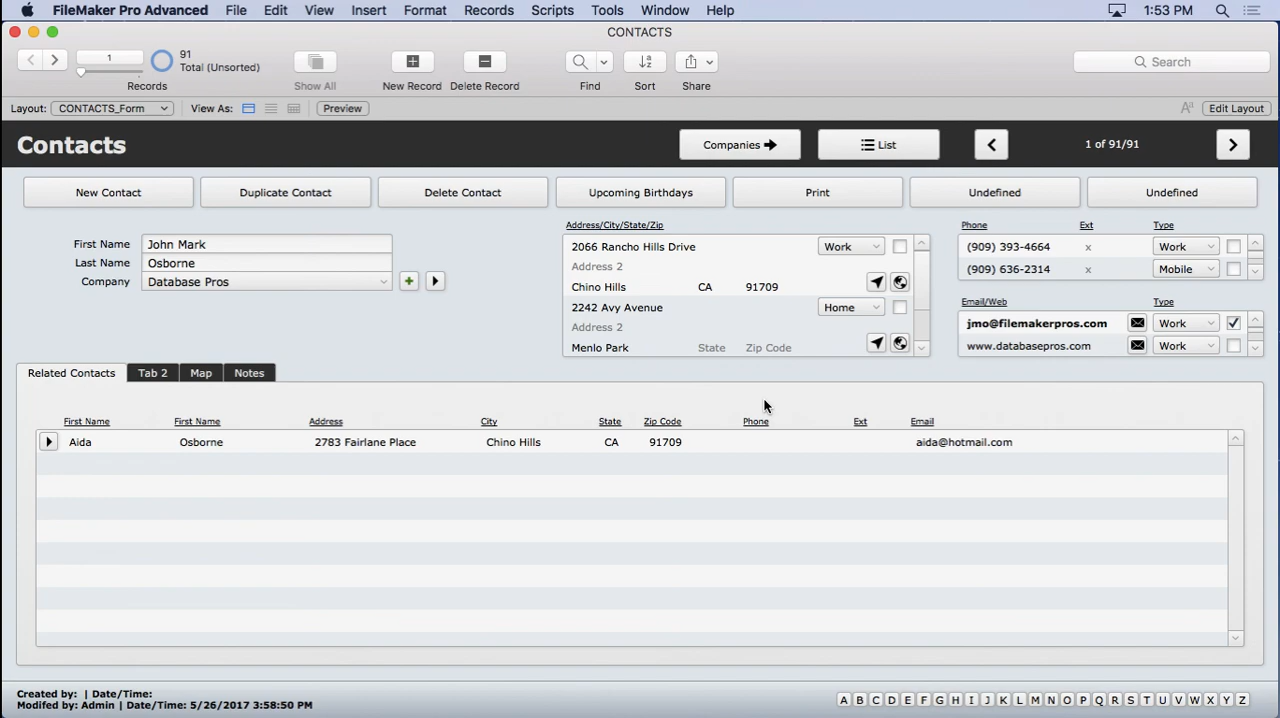 FileMaker Pro Advanced File Edit View Insert Format Records Scripts Tools Window Help 1:53 PM
CONTACTS
1 91
Total (Unsorted)
Search
Records Show All New Record Delete Record Find Sort Share
Layout: CONTACTS_Form View As: Preview Aa Edit Layout
Contacts Companies List 1 of 91/91
New Contact Duplicate Contact Delete Contact Upcoming Birthdays Print Undefined Undefined
Address/City/State/Zip Phone Ext Type
First Name John Mark 2066 Rancho Hills Drive Work (909) 393-4664 x Work
Last Name Osborne Address 2 (909) 636-2314 x Mobile
Company Database Pros Chino Hills CA 91709
2242 Avy Avenue Home Email/Web Type
Address 2 jmo@filemakerpros.com Work
Menlo Park State Zip Code www.databasepros.com Work
Related Contacts Tab 2 Map Notes
First Name First Name Address City State Zip Code Phone Ext Email
Aida Osborne 2783 Fairlane Place Chino Hills CA 91709 aida@hotmail.com
Created by: | Date/Time:
Modifed by: Admin | Date/Time: 5/26/2017 3:58:50 PM A B C D E F G H I J K L M N O P Q R S T U V W X Y Z